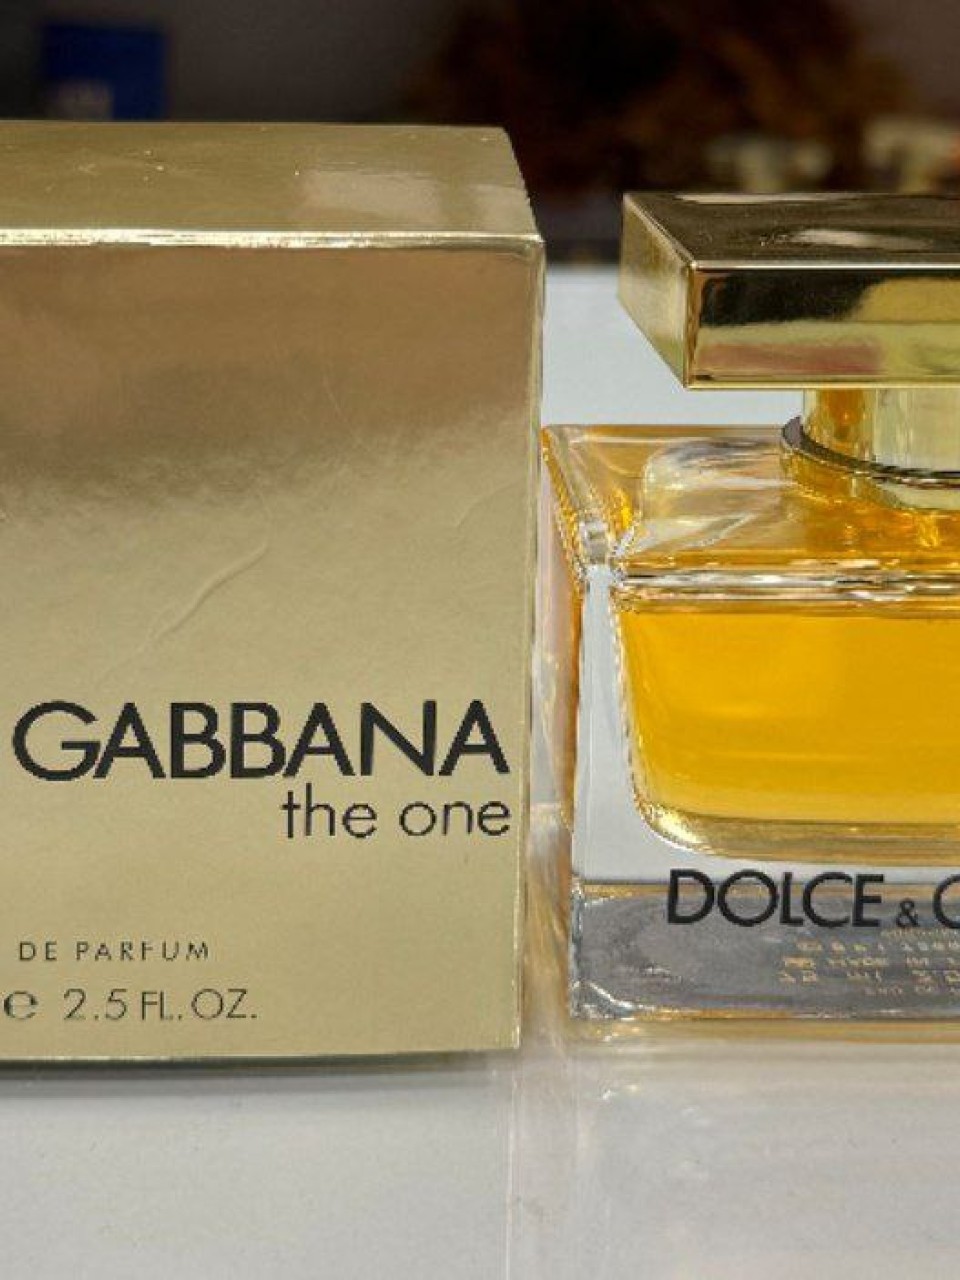 GABBANA
the one
DE PARFUM
e 2.5 FL. OZ.
DOLCE &